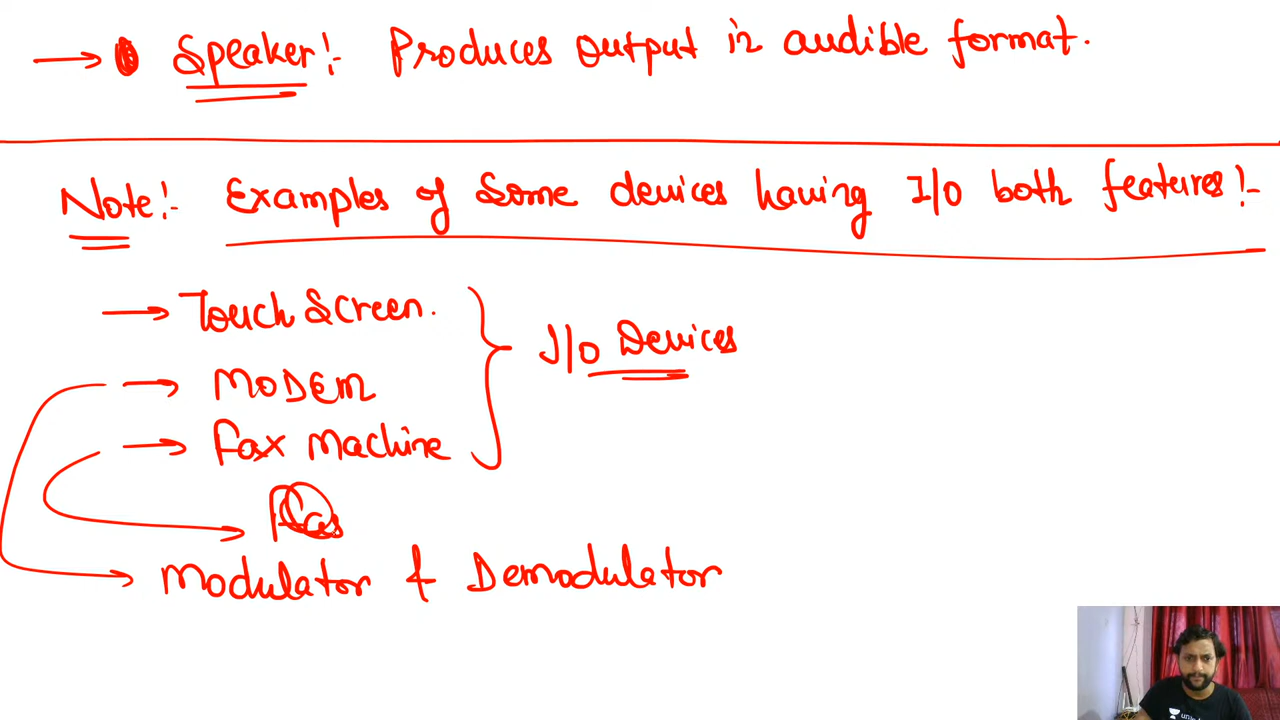 → • Speaker:- Produces output in audible format.
Note:- Examples of some devices having I/O both features:-
→ Touch Screen.
I/O Devices
→ MODEM
→ Fax Machine
Modulator & Demodulator